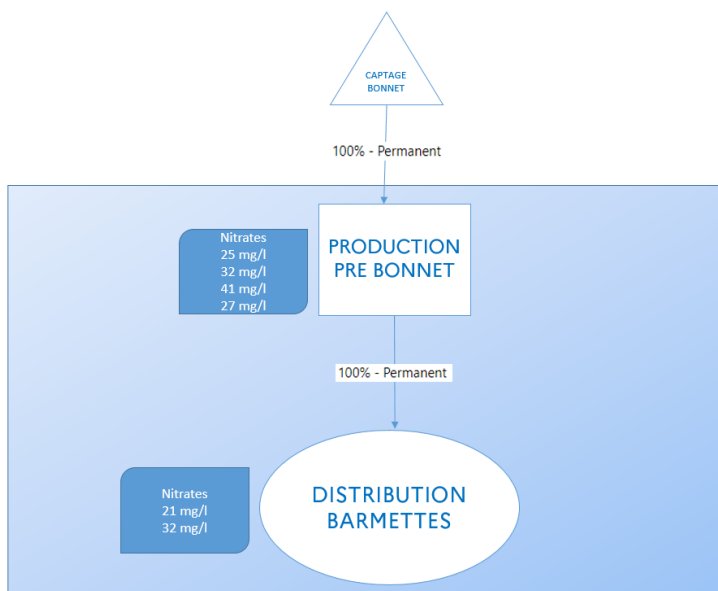 CAPTAGE
BONNET
100% - Permanent
Nitrates
25 mg/l
32 mg/l
41 mg/l
27 mg/l
PRODUCTION
PRE BONNET
100% - Permanent
Nitrates
21 mg/l
32 mg/l
DISTRIBUTION
BARMETTES